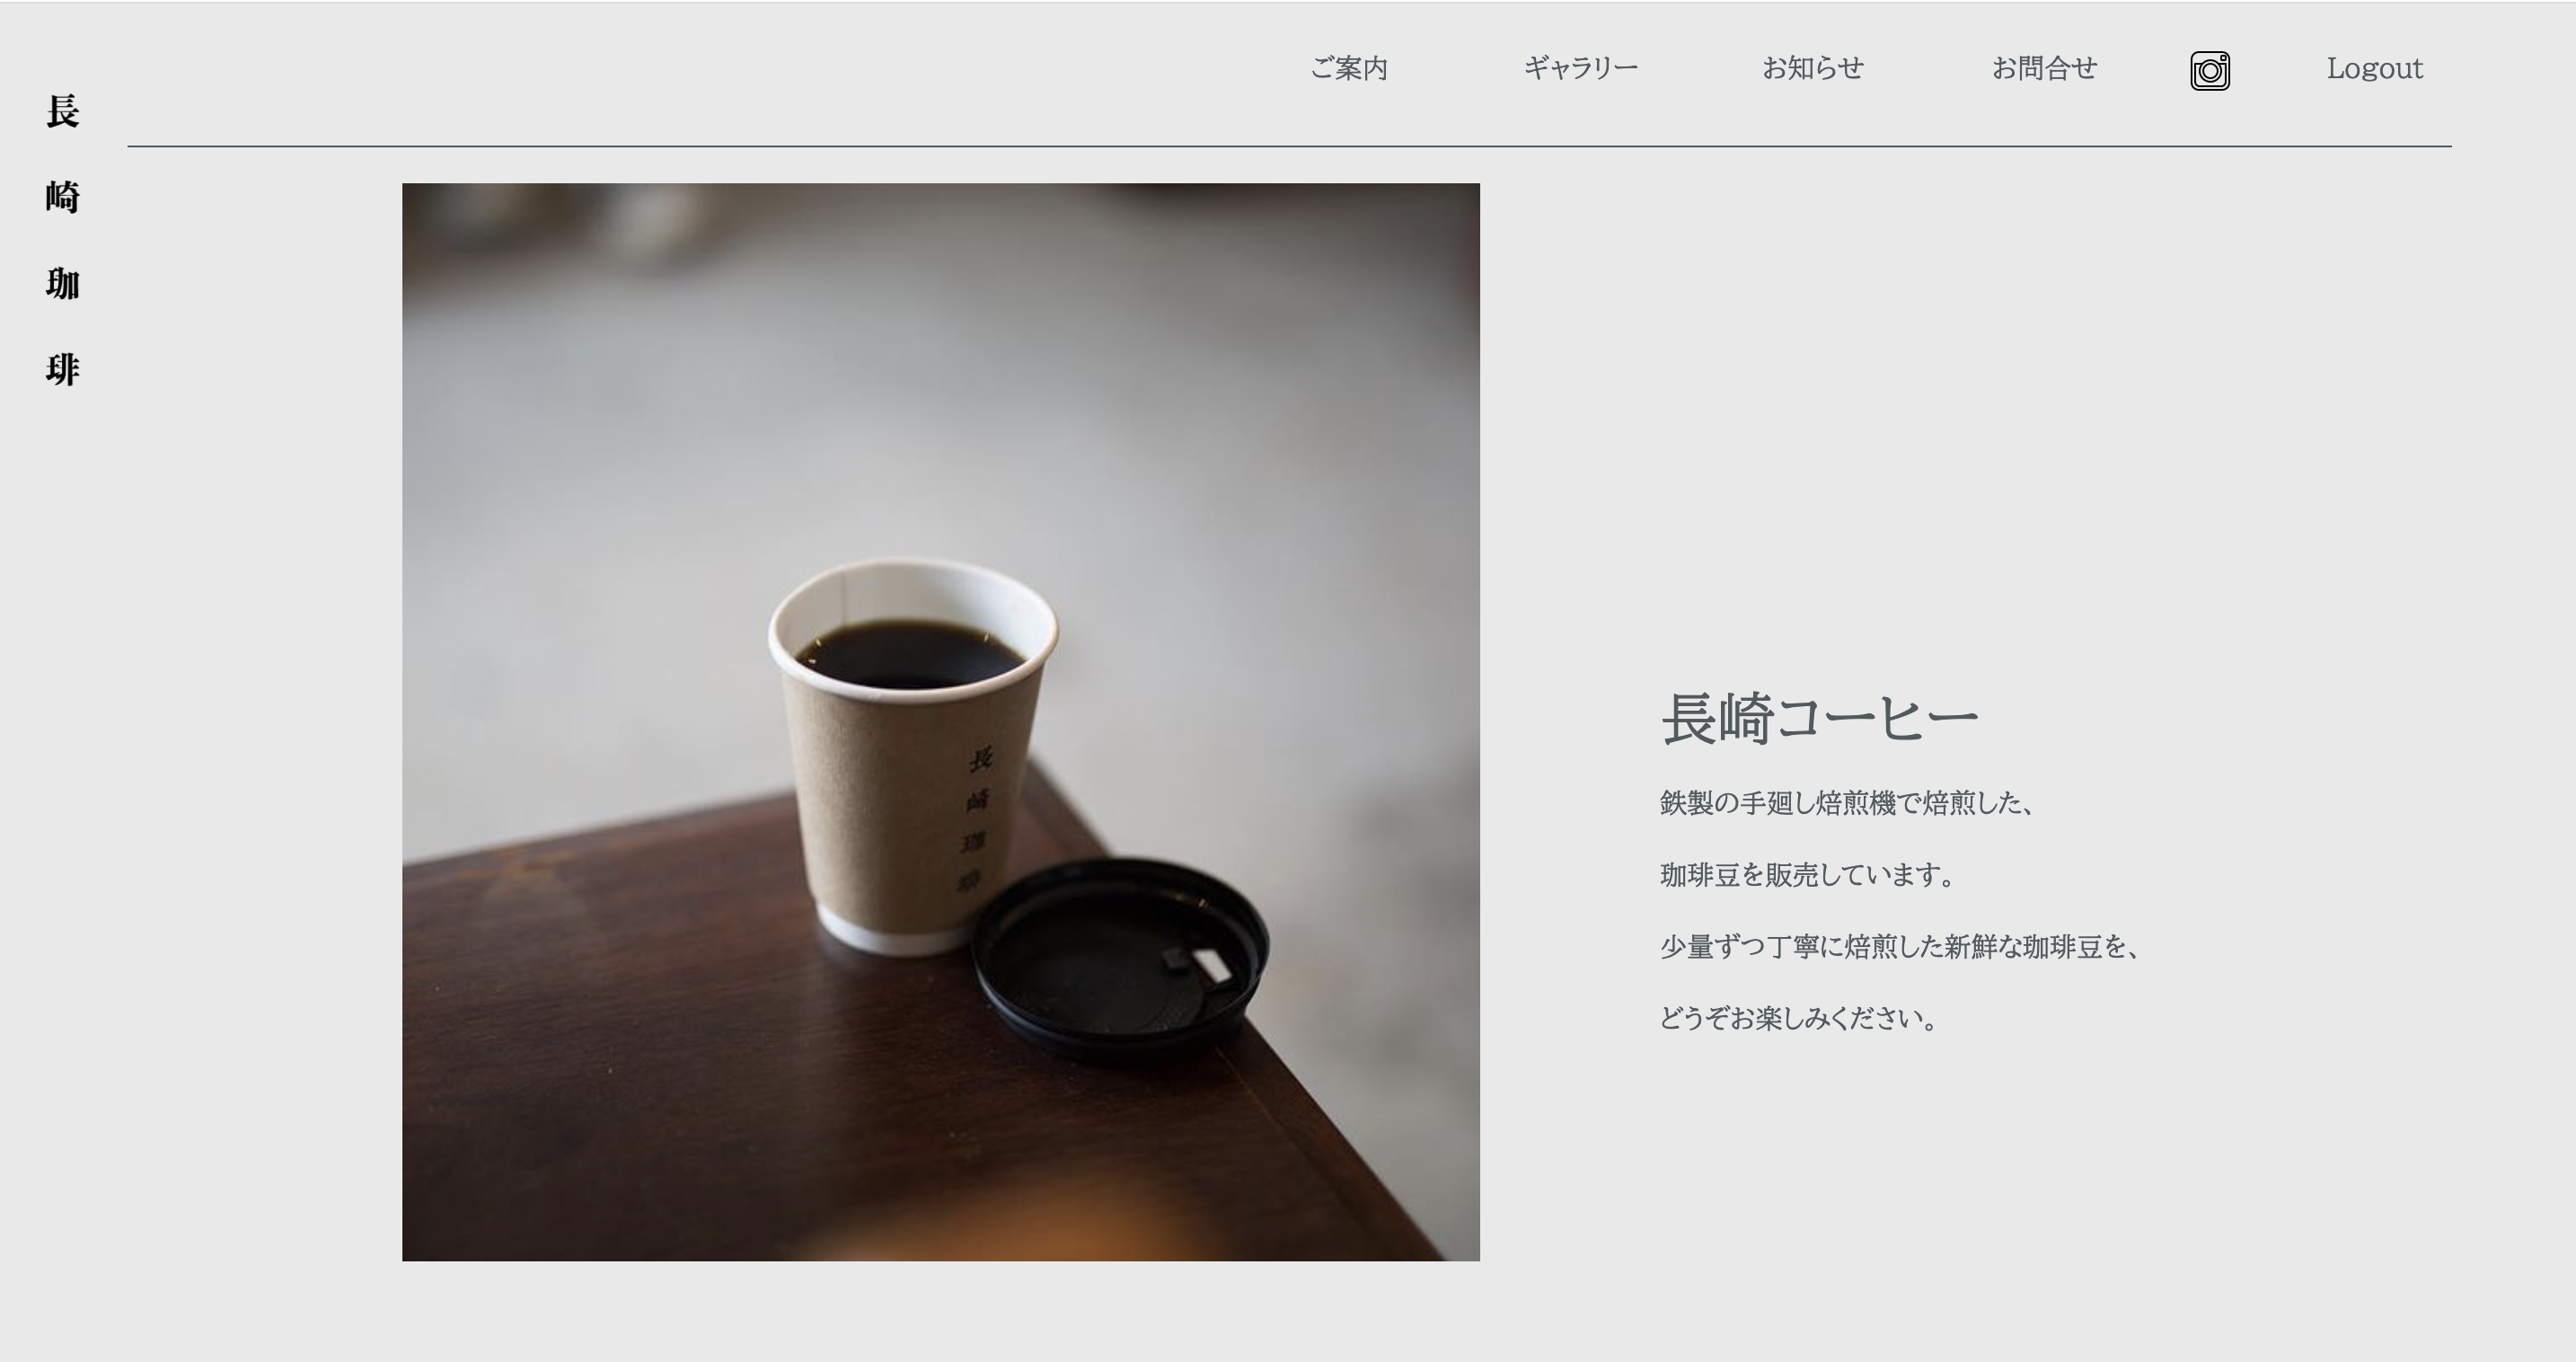 長崎珈琲
ご案内
ギャラリー
お知らせ
お問合せ
Logout
長崎珈琲
長崎コーヒー
鉄製の手廻し焙煎機で焙煎した、
珈琲豆を販売しています。
少量ずつ丁寧に焙煎した新鮮な珈琲豆を、
どうぞお楽しみください。